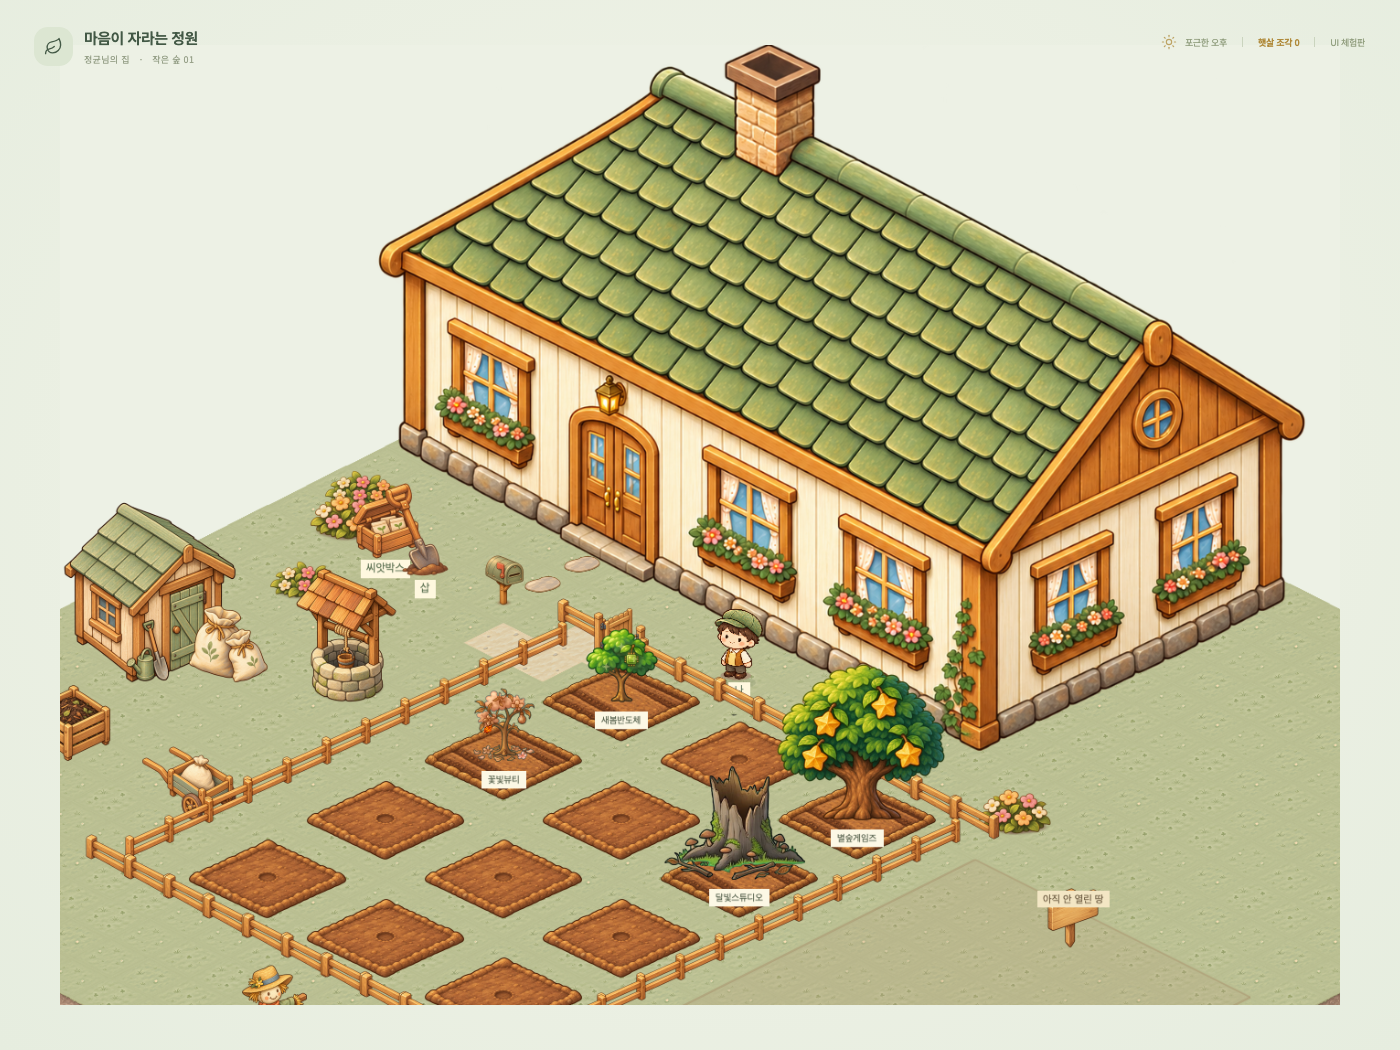 마음이 자라는 정원
정균님의 집 · 작은 숲 01
포근한 오후
햇살 조각 0
UI 체험판
씨앗박스
삽
나
새봄반도체
꽃빛뷰티
별숲게임즈
달빛스튜디오
아직 안 열린 땅